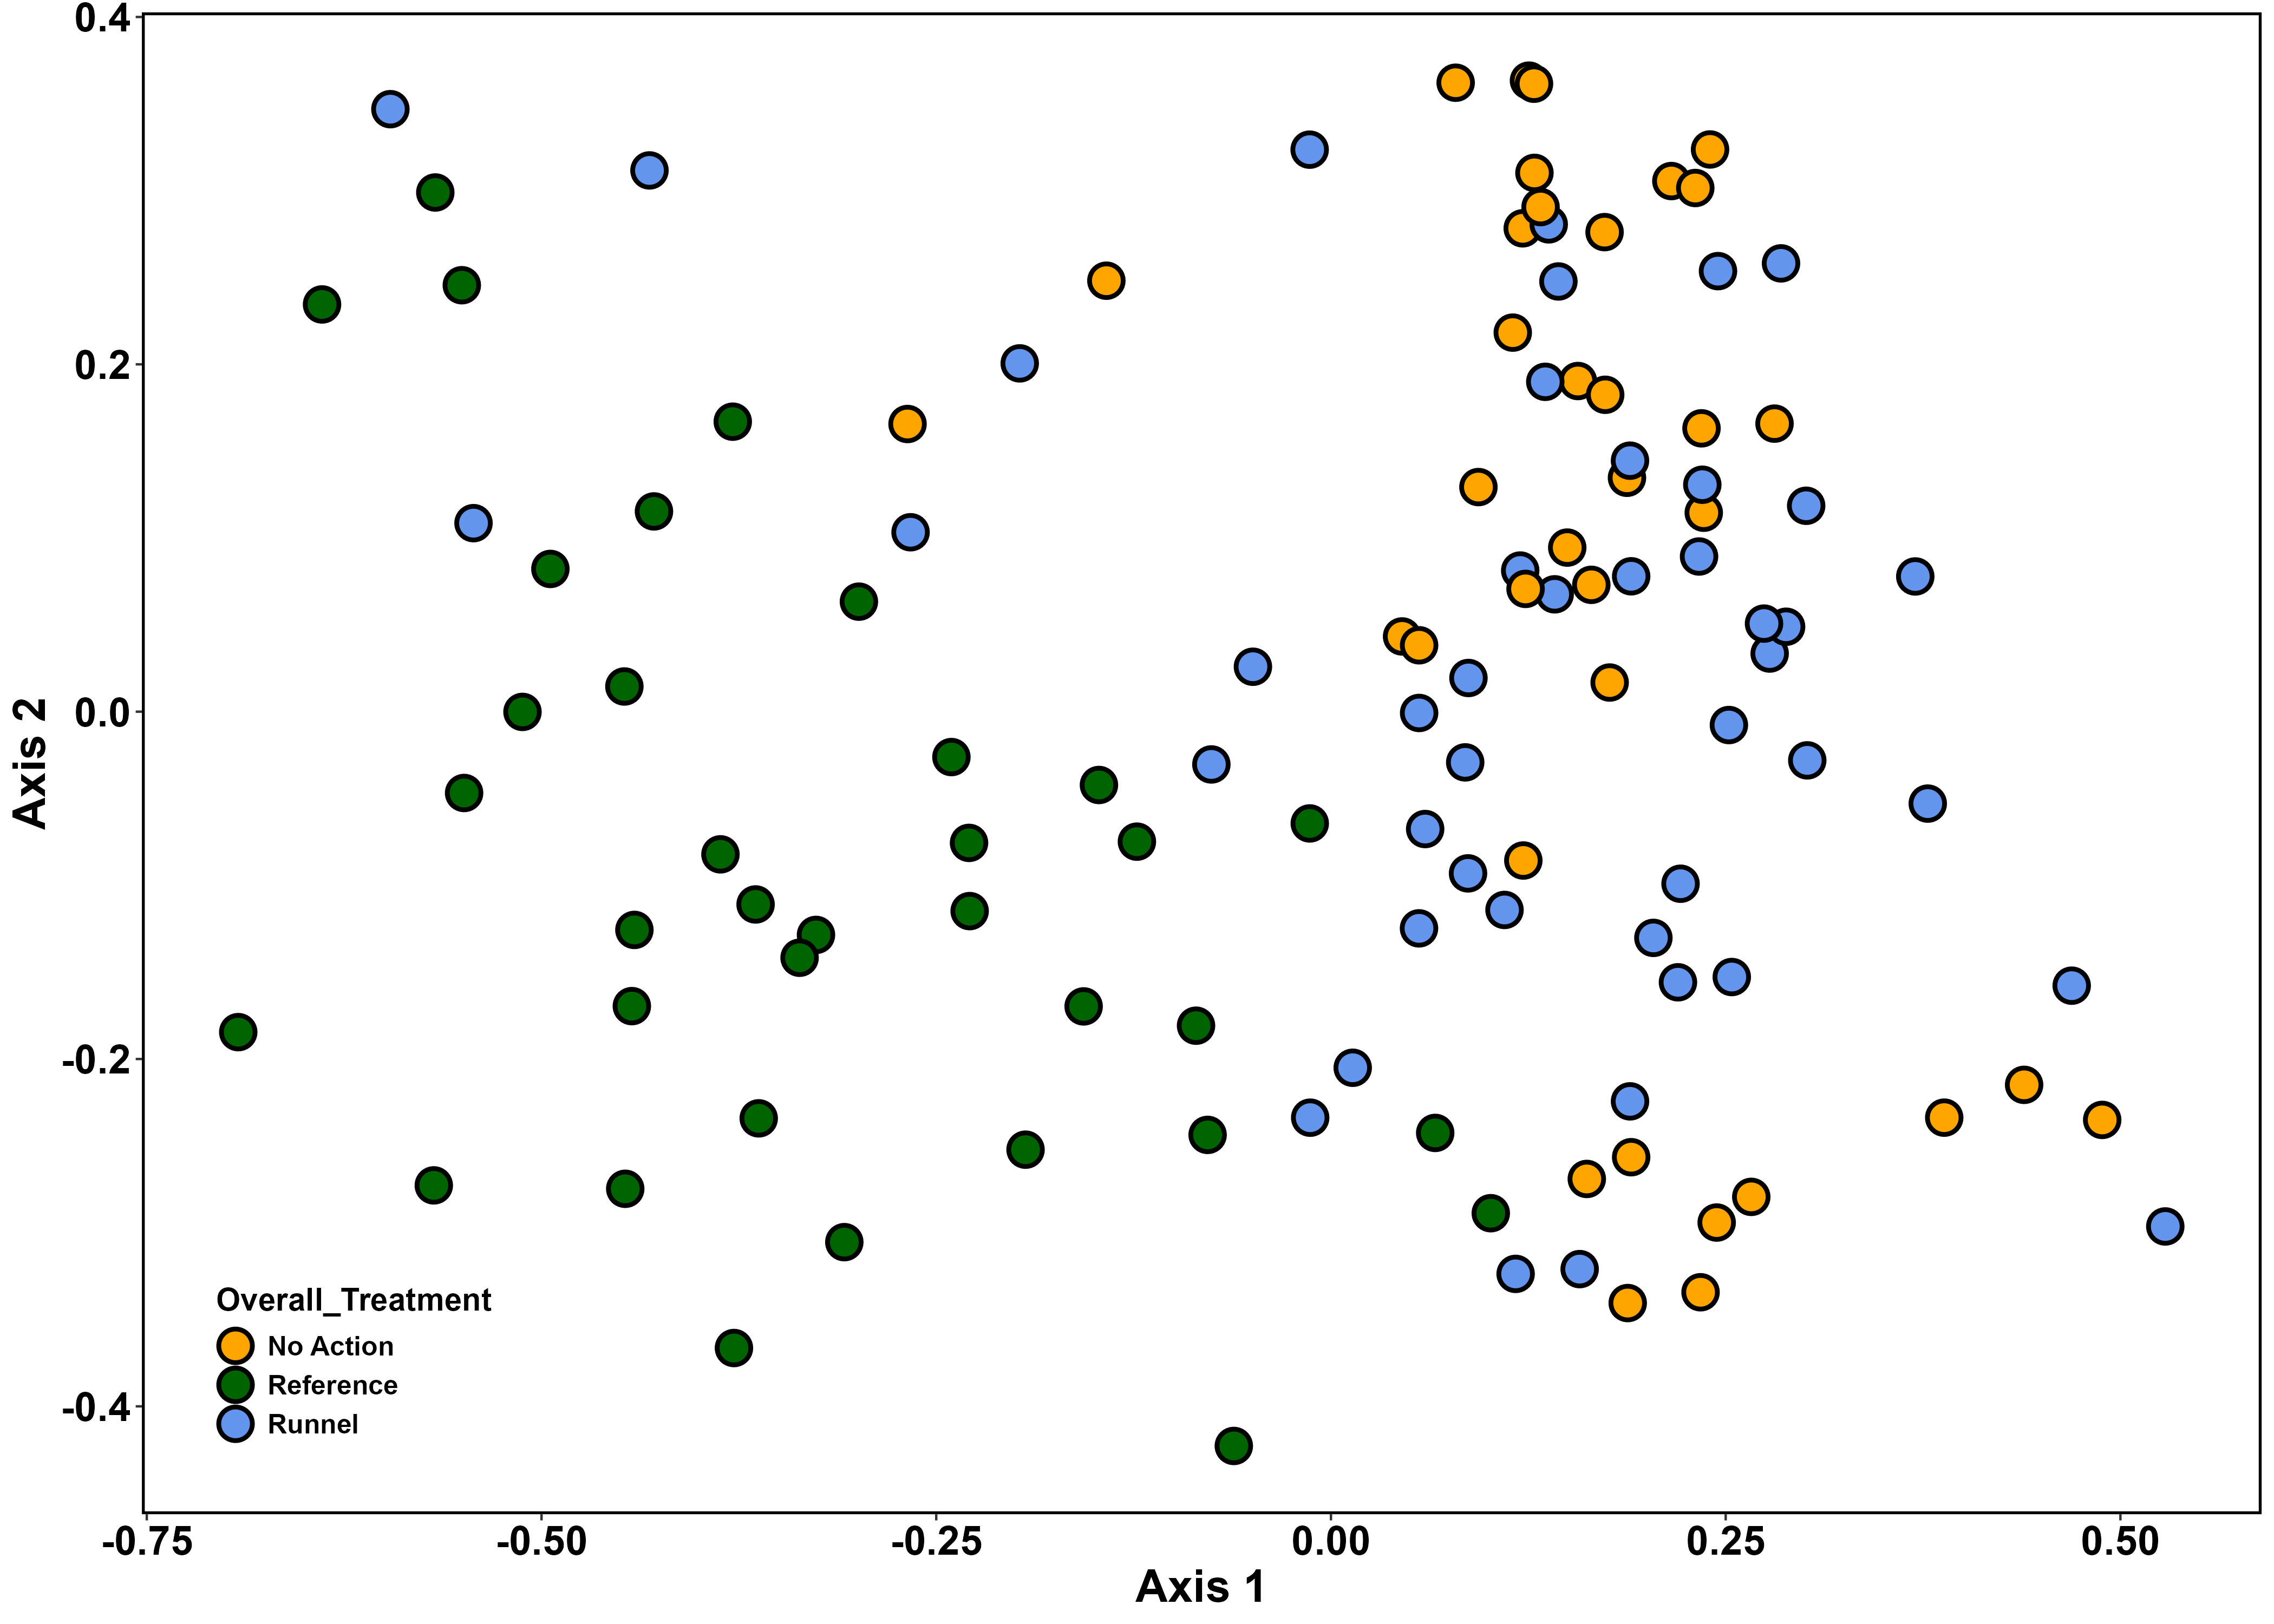 0.4
0.2
0.0
-0.2
-0.4
Axis 2
Overall_Treatment
No Action
Reference
Runnel
-0.75 -0.50 -0.25 0.00 0.25 0.50
Axis 1